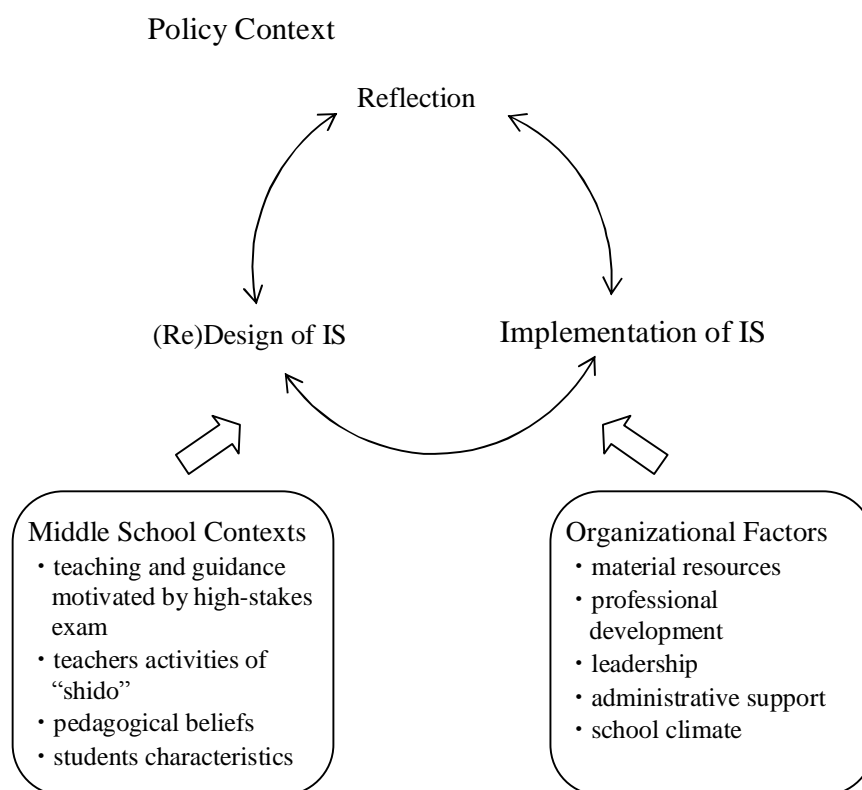 Policy Context
Reflection
(Re)Design of IS
Implementation of IS
Middle School Contexts
・teaching and guidance
motivated by high-stakes
exam
・teachers activities of
“shido”
・pedagogical beliefs
・students characteristics
Organizational Factors
・material resources
・professional
development
・leadership
・administrative support
・school climate